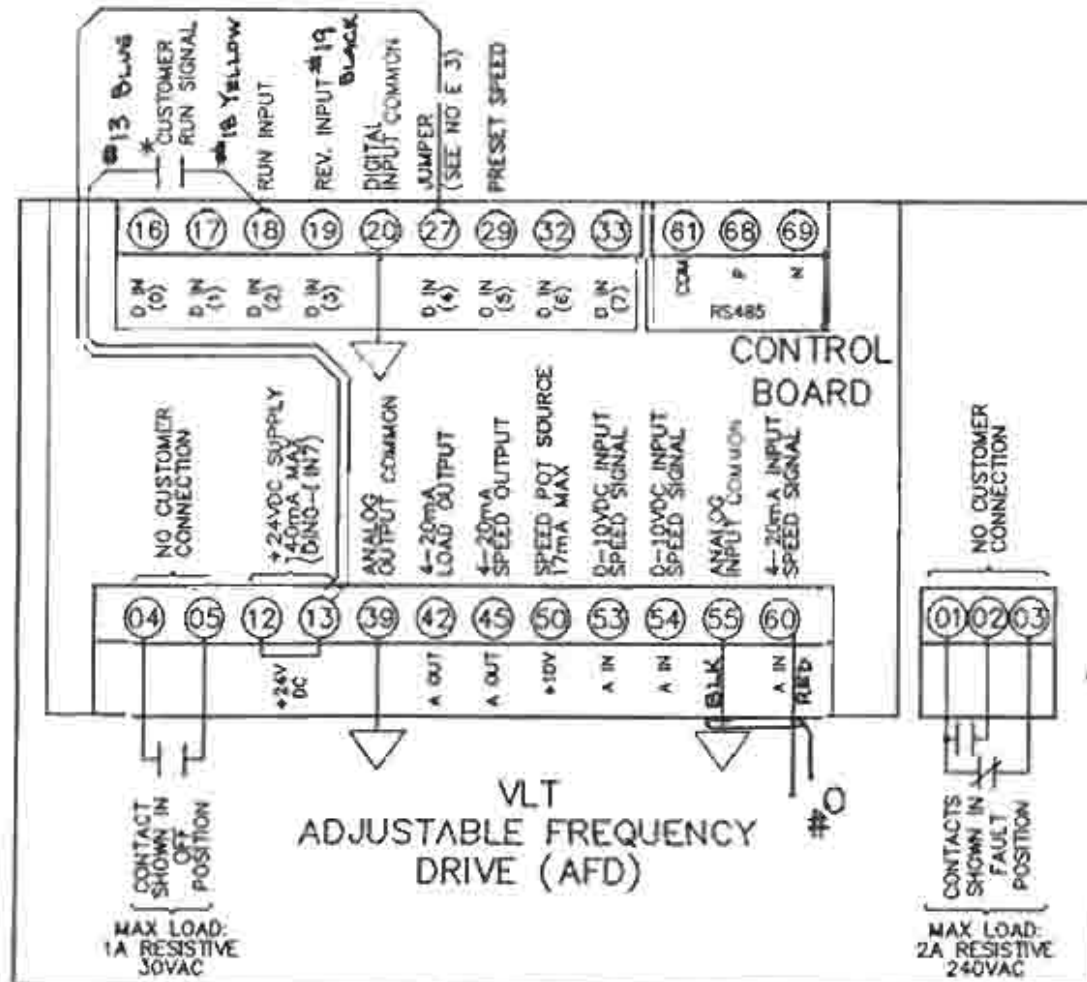 #13 BLUE
* CUSTOMER
RUN SIGNAL
#18 YELLOW
RUN INPUT
REV. INPUT #19
BLACK
DIGITAL
INPUT COMMON
JUMPER
(SEE NO E 3)
PRESET SPEED
16 17 18 19 20 27 29 32 33 61 68 69
D IN
(0)
D IN
(1)
D IN
(2)
D IN
(3)
D IN
(4)
D IN
(5)
D IN
(6)
D IN
(7)
COM
P
N
RS485
CONTROL
BOARD
NO CUSTOMER
CONNECTION
+24VDC SUPPLY
140mA MAX
ANALOG
OUTPUT COMMON
4-20mA
LOAD OUTPUT
4-20mA
SPEED OUTPUT
SPEED POT SOURCE
17mA MAX
0-10VDC INPUT
SPEED SIGNAL
0-10VDC INPUT
SPEED SIGNAL
ANALOG
INPUT COMMON
4-20mA INPUT
SPEED SIGNAL
NO CUSTOMER
CONNECTION
04 05 12 13 39 42 45 50 53 54 55 60
01 02 03
+24V
DC
A OUT
A OUT
+10V
A IN
A IN
BLK
A IN
RED
#0
VLT
ADJUSTABLE FREQUENCY
DRIVE (AFD)
CONTACT
SHOWN IN
OFF
POSITION
MAX LOAD:
1A RESISTIVE
30VAC
CONTACTS
SHOWN IN
FAULT
POSITION
MAX LOAD:
2A RESISTIVE
240VAC